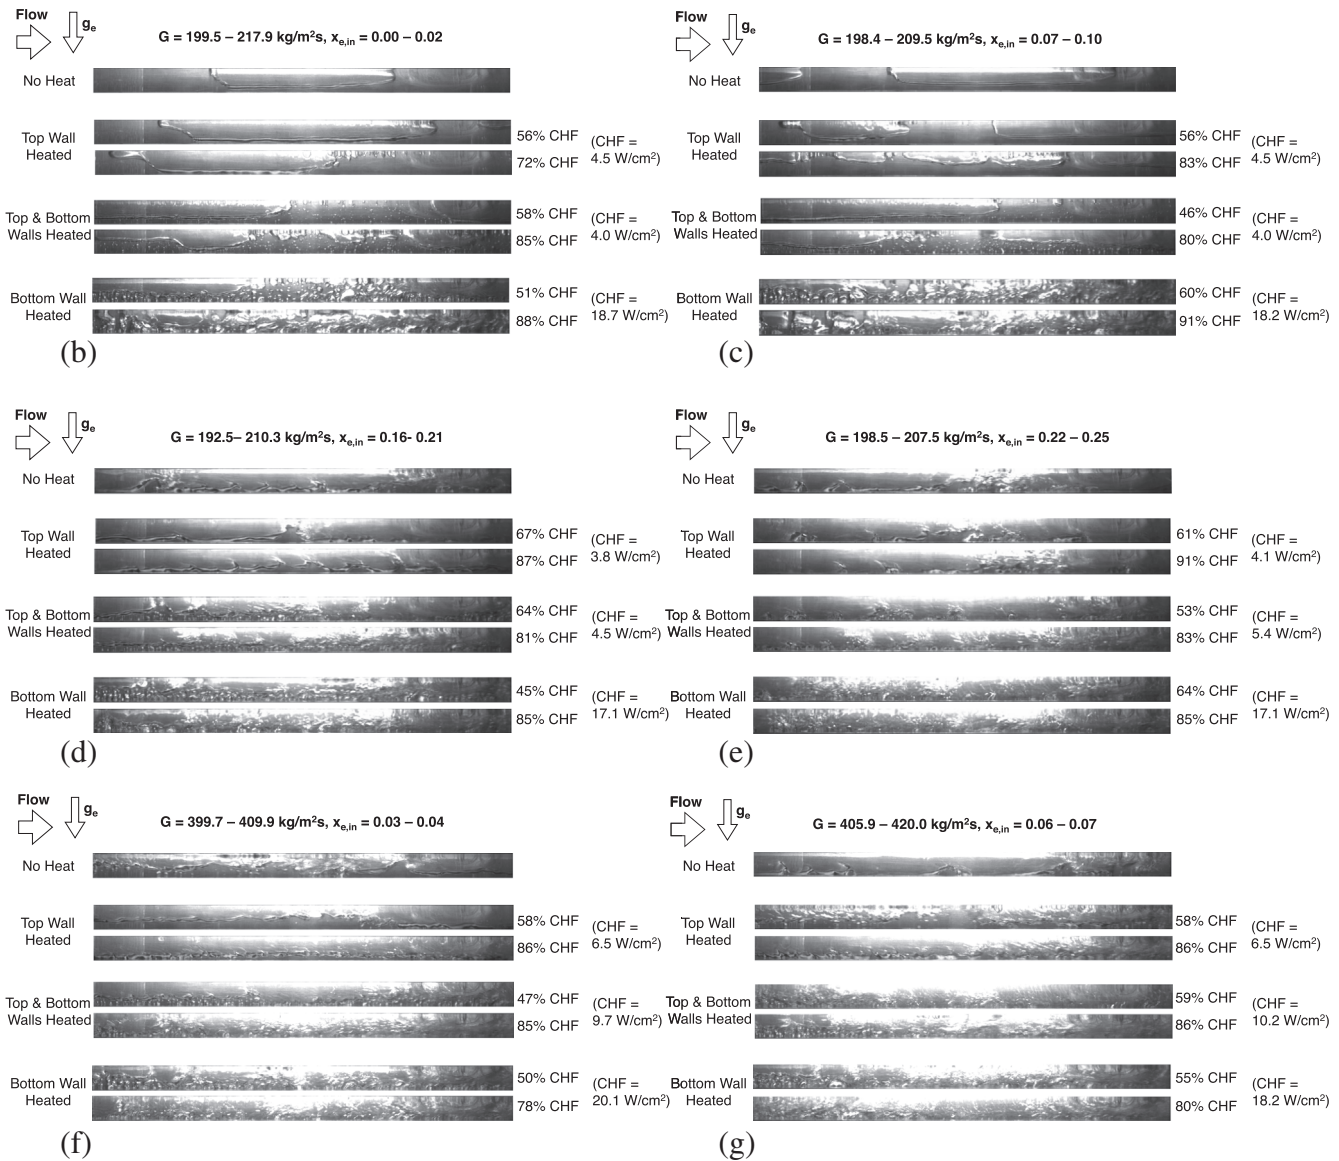 Flow
gₑ
G = 199.5 – 217.9 kg/m²s, xₑ,ᵢₙ = 0.00 – 0.02
No Heat
Top Wall
Heated
56% CHF
72% CHF
(CHF =
4.5 W/cm²)
Top & Bottom
Walls Heated
58% CHF
85% CHF
(CHF =
4.0 W/cm²)
Bottom Wall
Heated
51% CHF
88% CHF
(CHF =
18.7 W/cm²)
(b)
Flow
gₑ
G = 198.4 – 209.5 kg/m²s, xₑ,ᵢₙ = 0.07 – 0.10
No Heat
Top Wall
Heated
56% CHF
83% CHF
(CHF =
4.5 W/cm²)
Top & Bottom
Walls Heated
46% CHF
80% CHF
(CHF =
4.0 W/cm²)
Bottom Wall
Heated
60% CHF
91% CHF
(CHF =
18.2 W/cm²)
(c)
Flow
gₑ
G = 192.5– 210.3 kg/m²s, xₑ,ᵢₙ = 0.16- 0.21
No Heat
Top Wall
Heated
67% CHF
87% CHF
(CHF =
3.8 W/cm²)
Top & Bottom
Walls Heated
64% CHF
81% CHF
(CHF =
4.5 W/cm²)
Bottom Wall
Heated
45% CHF
85% CHF
(CHF =
17.1 W/cm²)
(d)
Flow
gₑ
G = 198.5 – 207.5 kg/m²s, xₑ,ᵢₙ = 0.22 – 0.25
No Heat
Top Wall
Heated
61% CHF
91% CHF
(CHF =
4.1 W/cm²)
Top & Bottom
Walls Heated
53% CHF
83% CHF
(CHF =
5.4 W/cm²)
Bottom Wall
Heated
64% CHF
85% CHF
(CHF =
17.1 W/cm²)
(e)
Flow
gₑ
G = 399.7 – 409.9 kg/m²s, xₑ,ᵢₙ = 0.03 – 0.04
No Heat
Top Wall
Heated
58% CHF
86% CHF
(CHF =
6.5 W/cm²)
Top & Bottom
Walls Heated
47% CHF
85% CHF
(CHF =
9.7 W/cm²)
Bottom Wall
Heated
50% CHF
78% CHF
(CHF =
20.1 W/cm²)
(f)
Flow
gₑ
G = 405.9 – 420.0 kg/m²s, xₑ,ᵢₙ = 0.06 – 0.07
No Heat
Top Wall
Heated
58% CHF
86% CHF
(CHF =
6.5 W/cm²)
Top & Bottom
Walls Heated
59% CHF
86% CHF
(CHF =
10.2 W/cm²)
Bottom Wall
Heated
55% CHF
80% CHF
(CHF =
18.2 W/cm²)
(g)